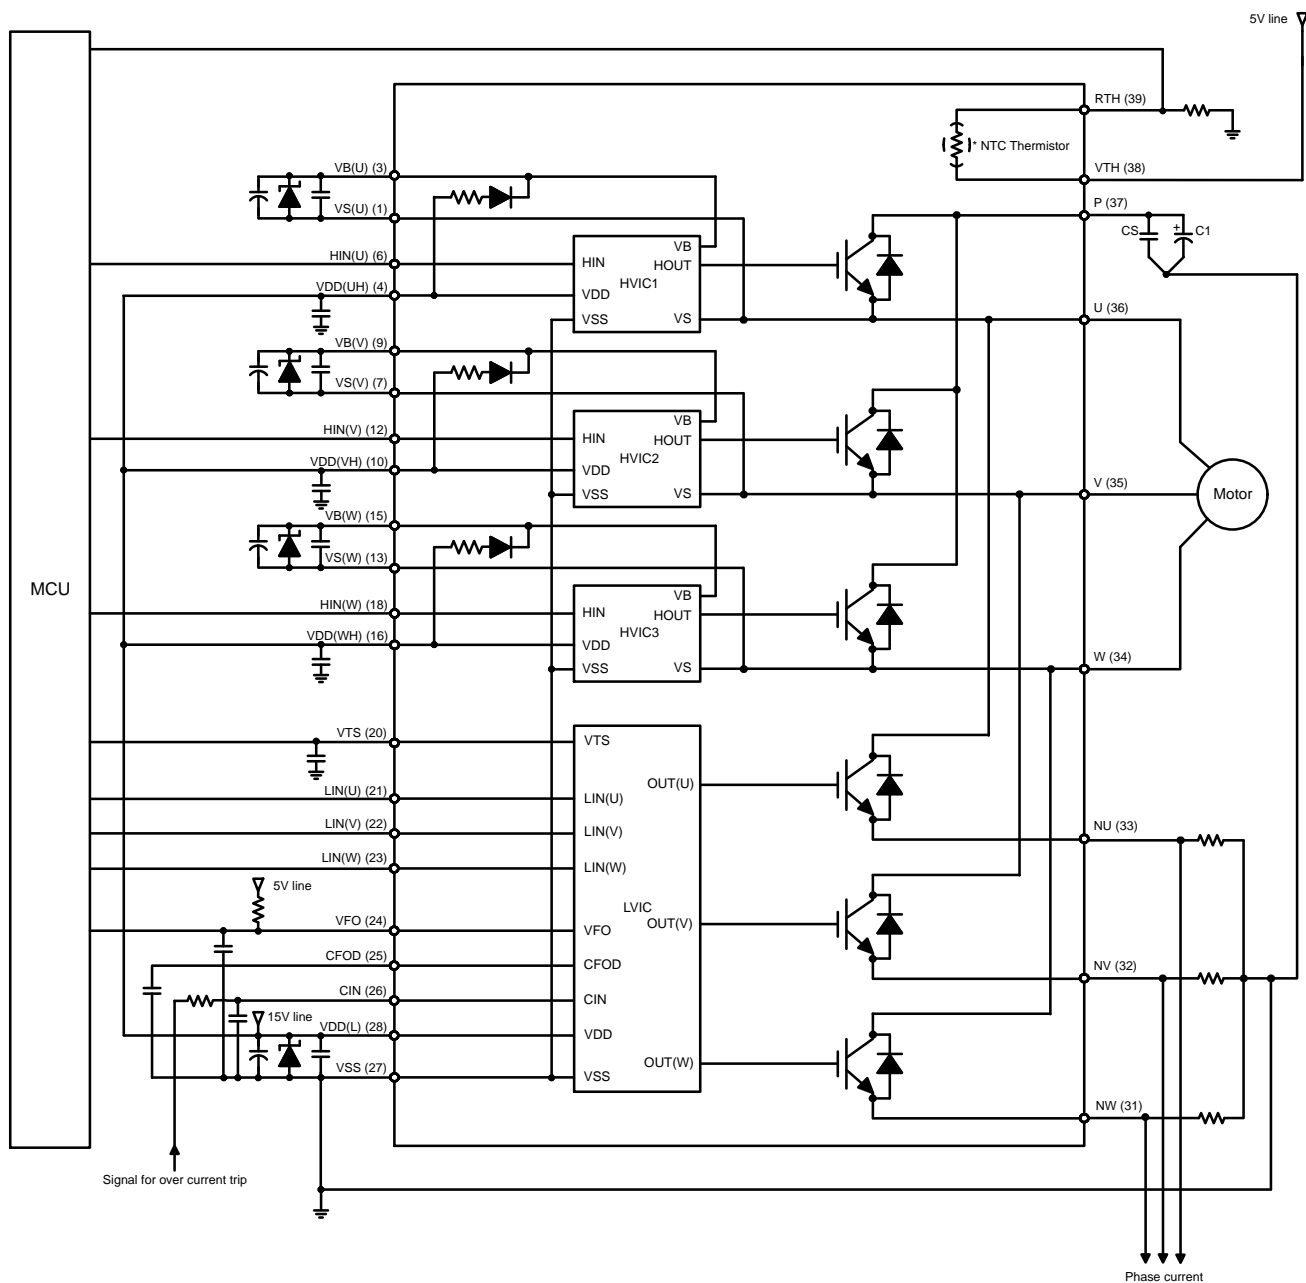 5V line
RTH (39)
* NTC Thermistor
VTH (38)
VB(U) (3)
VS(U) (1)
P (37)
CS
+
C1
HIN(U) (6)
VDD(UH) (4)
HIN
VDD
VSS
HVIC1
VB
HOUT
VS
U (36)
VB(V) (9)
VS(V) (7)
HIN(V) (12)
VDD(VH) (10)
HIN
VDD
VSS
HVIC2
VB
HOUT
VS
V (35)
Motor
VB(W) (15)
VS(W) (13)
MCU
HIN(W) (18)
VDD(WH) (16)
HIN
VDD
VSS
HVIC3
VB
HOUT
VS
W (34)
VTS (20)
VTS
LIN(U) (21)
LIN(U)
OUT(U)
LIN(V) (22)
LIN(V)
NU (33)
LIN(W) (23)
LIN(W)
5V line
LVIC
VFO (24)
VFO
OUT(V)
CFOD (25)
CFOD
NV (32)
CIN (26)
CIN
15V line
VDD(L) (28)
VDD
OUT(W)
VSS (27)
VSS
NW (31)
Signal for over current trip
Phase current